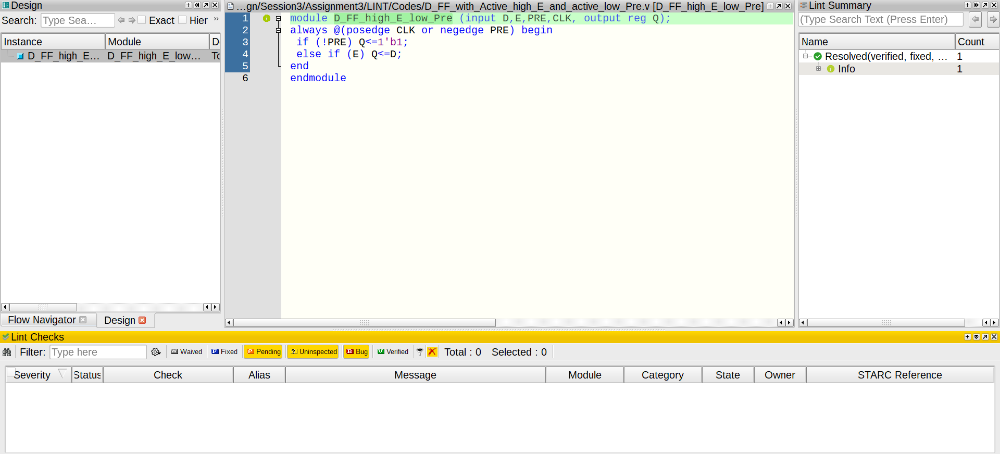 Design
Search: Type Sea... Exact Hier »
Instance Module D
D_FF_high_E... D_FF_high_E_low... To
Flow Navigator Design
...gn/Session3/Assignment3/LINT/Codes/D_FF_with_Active_high_E_and_active_low_Pre.v [D_FF_high_E_low_Pre]
1 module D_FF_high_E_low_Pre (input D,E,PRE,CLK, output reg Q);
2 always @(posedge CLK or negedge PRE) begin
3 if (!PRE) Q<=1'b1;
4 else if (E) Q<=D;
5 end
6 endmodule
Lint Summary
(Type Search Text (Press Enter)
Name Count
Resolved(verified, fixed, ... 1
Info 1
Lint Checks
Filter: Type here W Waived F Fixed P Pending ? Uninspected B Bug V Verified Total : 0 Selected : 0
Severity Status Check Alias Message Module Category State Owner STARC Reference